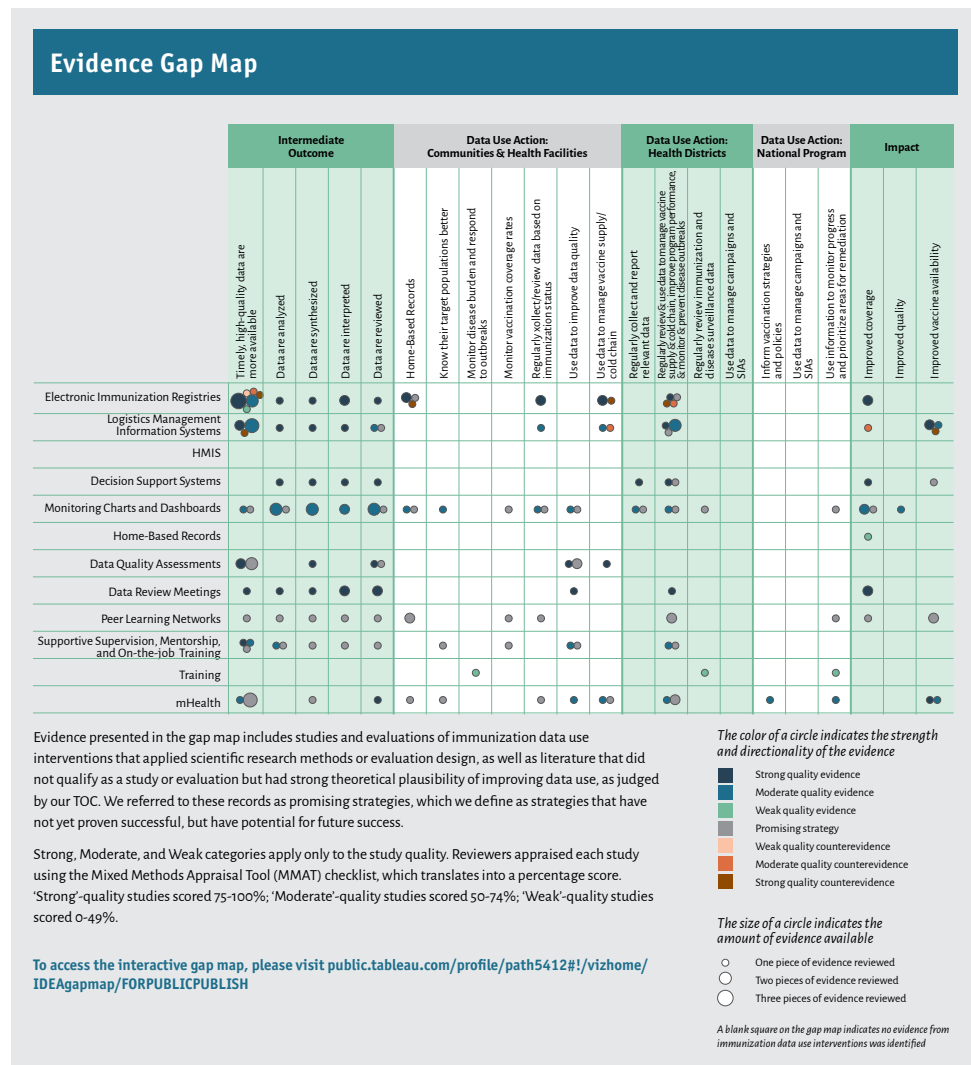 Evidence Gap Map
Intermediate
Outcome
Data Use Action:
Communities & Health Facilities
Data Use Action:
Health Districts
Data Use Action:
National Program
Impact
Timely, high-quality data are
more available
Data are analyzed
Data are synthesized
Data are interpreted
Data are reviewed
Home-Based Records
Know their target populations better
Monitor disease burden and respond
to outbreaks
Monitor vaccination coverage rates
Regularly xollect/review data based on
immunization status
Use data to improve data quality
Use data to manage vaccine supply/
cold chain
Regularly collect and report
relevant data
Regularly review & use data to manage vaccine
supply & cold chain, improve program performance,
& monitor & prevent disease outbreaks
Regularly review immunization and
disease surveillance data
Use data to manage campaigns and
SIAs
Inform vaccination strategies
and policies
Use data to manage campaigns and
SIAs
Use information to monitor progress
and prioritize areas for remediation
Improved coverage
Improved quality
Improved vaccine availability
Electronic Immunization Registries
Logistics Management
Information Systems
HMIS
Decision Support Systems
Monitoring Charts and Dashboards
Home-Based Records
Data Quality Assessments
Data Review Meetings
Peer Learning Networks
Supportive Supervision, Mentorship,
and On-the-job Training
Training
mHealth
Evidence presented in the gap map includes studies and evaluations of immunization data use
interventions that applied scientific research methods or evaluation design, as well as literature that did
not qualify as a study or evaluation but had strong theoretical plausibility of improving data use, as judged
by our TOC. We referred to these records as promising strategies, which we define as strategies that have
not yet proven successful, but have potential for future success.
Strong, Moderate, and Weak categories apply only to the study quality. Reviewers appraised each study
using the Mixed Methods Appraisal Tool (MMAT) checklist, which translates into a percentage score.
‘Strong’-quality studies scored 75-100%; ‘Moderate’-quality studies scored 50-74%; ‘Weak’-quality studies
scored 0-49%.
To access the interactive gap map, please visit public.tableau.com/profile/path5412#!/vizhome/
IDEAgapmap/FORPUBLICPUBLISH
The color of a circle indicates the strength
and directionality of the evidence
Strong quality evidence
Moderate quality evidence
Weak quality evidence
Promising strategy
Weak quality counterevidence
Moderate quality counterevidence
Strong quality counterevidence
The size of a circle indicates the
amount of evidence available
One piece of evidence reviewed
Two pieces of evidence reviewed
Three pieces of evidence reviewed
A blank square on the gap map indicates no evidence from
immunization data use interventions was identified